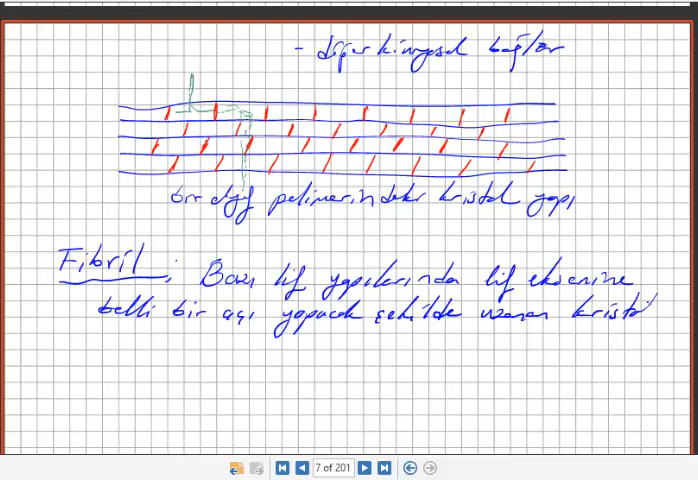 - diğer kimyasal bağlar
bir elyaf polimerindeki kristal yapı
Fibril : Bazı lif yapılarında lif eksenine
belli bir açı yapacak şekilde uzanan kristal
7 of 201